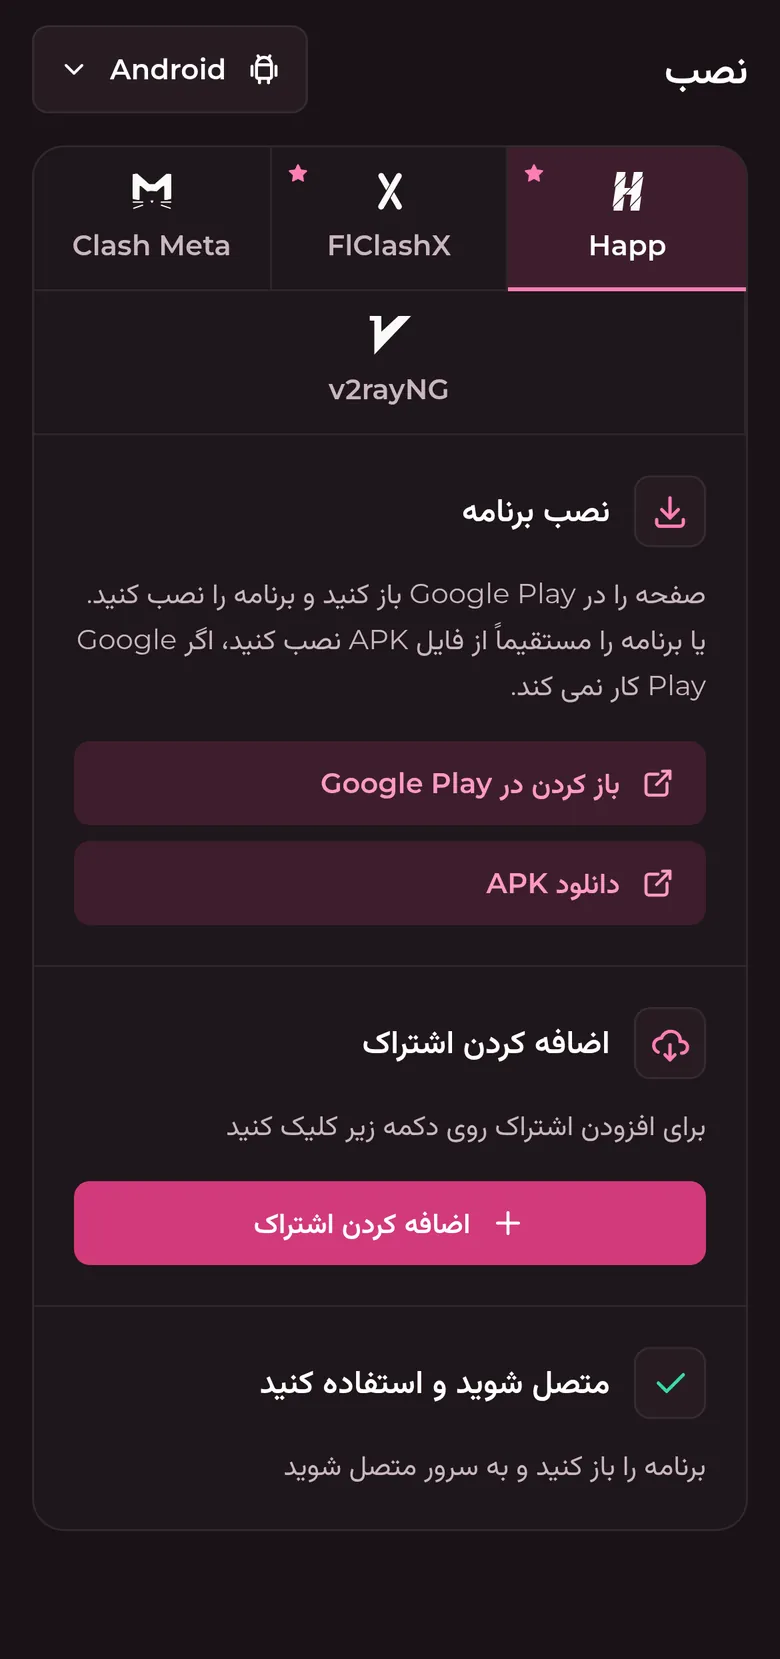 نصب
Android
Happ
FlClashX
Clash Meta
v2rayNG
نصب برنامه
صفحه را در Google Play باز کنید و برنامه را نصب کنید.
یا برنامه را مستقیماً از فایل APK نصب کنید، اگر Google
Play کار نمی کند.
باز کردن در Google Play
دانلود APK
اضافه کردن اشتراک
برای افزودن اشتراک روی دکمه زیر کلیک کنید
اضافه کردن اشتراک
متصل شوید و استفاده کنید
برنامه را باز کنید و به سرور متصل شوید